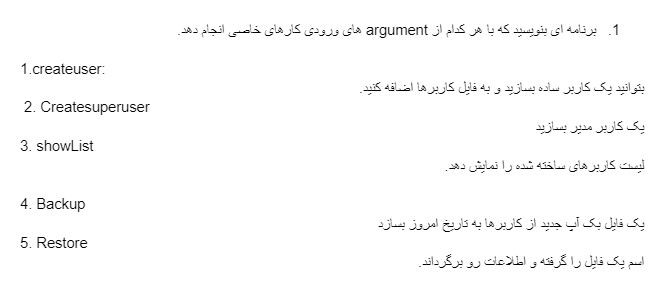 1. برنامه ای بنویسید که با هر کدام از argument های ورودی کارهای خاصی انجام دهد.
1.createuser:
بتوانید یک کاربر ساده بسازید و به فایل کاربرها اضافه کنید.
2. Createsuperuser
یک کاربر مدیر بسازید
3. showList
لیست کاربرهای ساخته شده را نمایش دهد.
4. Backup
یک فایل بک آپ جدید از کاربرها به تاریخ امروز بسازد
5. Restore
اسم یک فایل را گرفته و اطلاعات رو برگرداند.